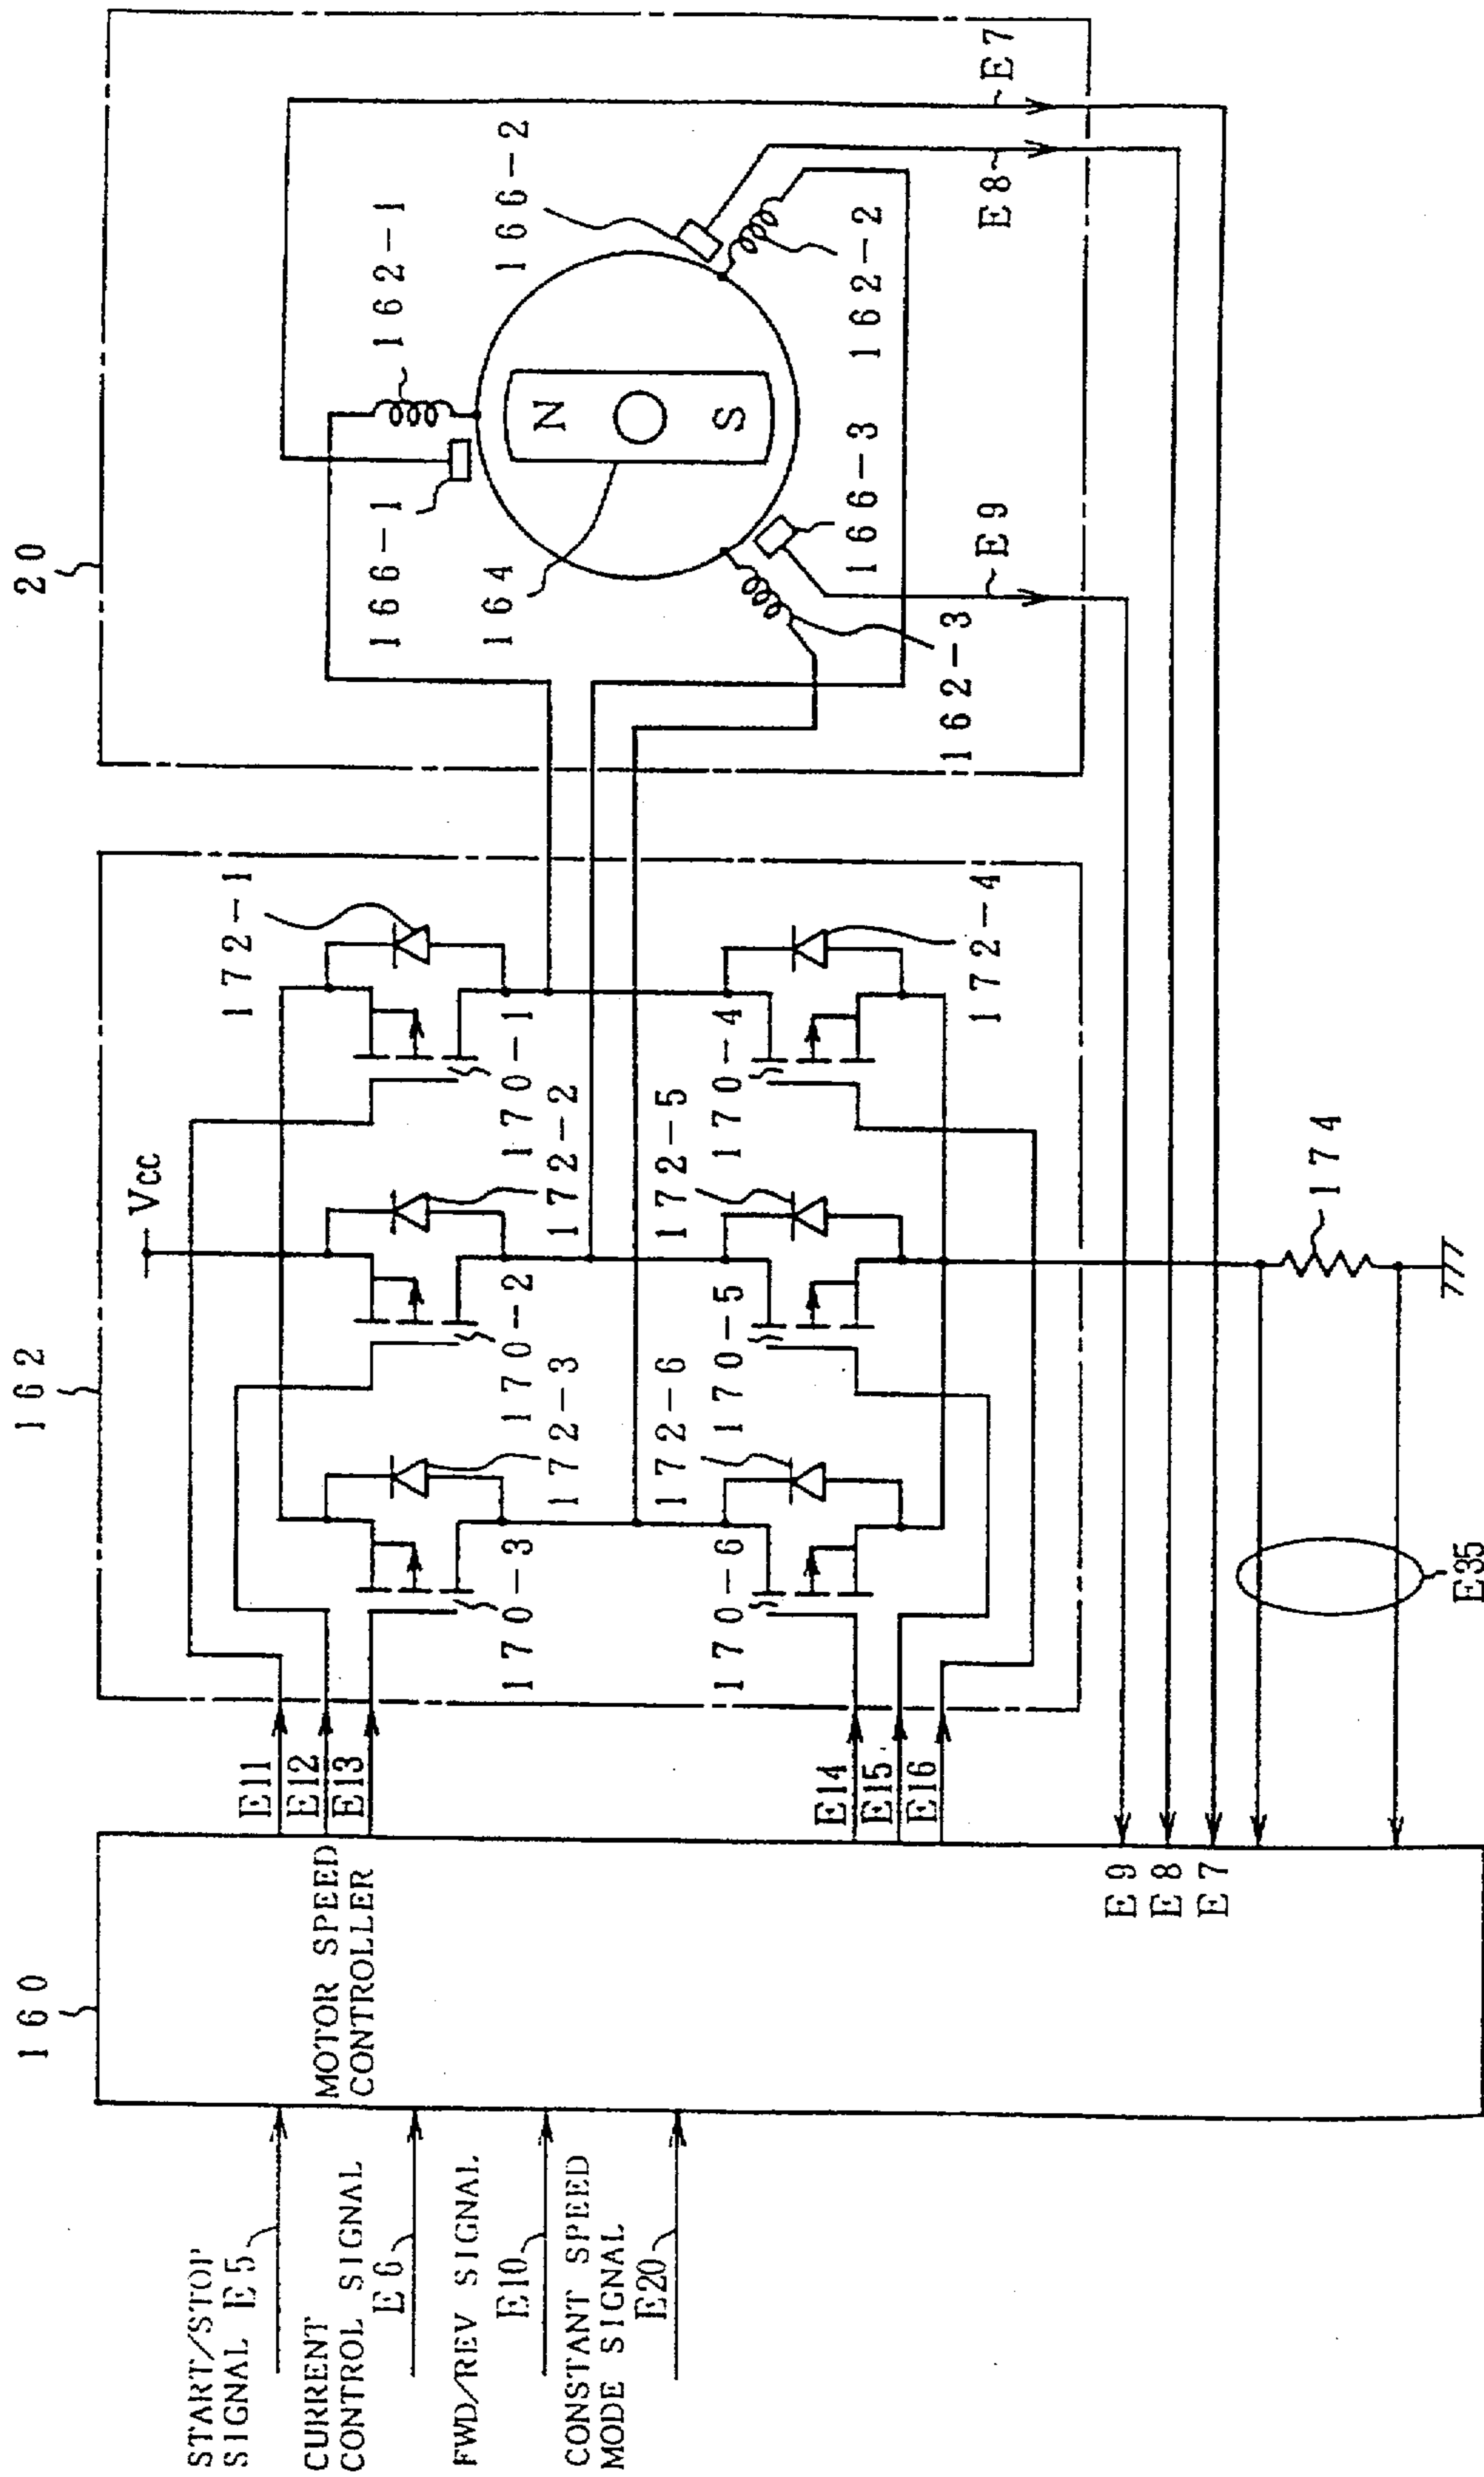 160
162
20
START/STOP
SIGNAL E5
CURRENT
CONTROL SIGNAL
E6
FWD/REV SIGNAL
E10
CONSTANT SPEED
MODE SIGNAL
E20
MOTOR SPEED
CONTROLLER
E11
E12
E13
E14
E15
E16
E9
E8
E7
Vcc
172-1
170-3
172-3
170-2
172-2
170-1
170-6
172-6
170-5
172-5
170-4
172-4
174
E35
166-1
162-1
164
166-2
N
S
162-3
166-3
162-2
E9
E8
E7